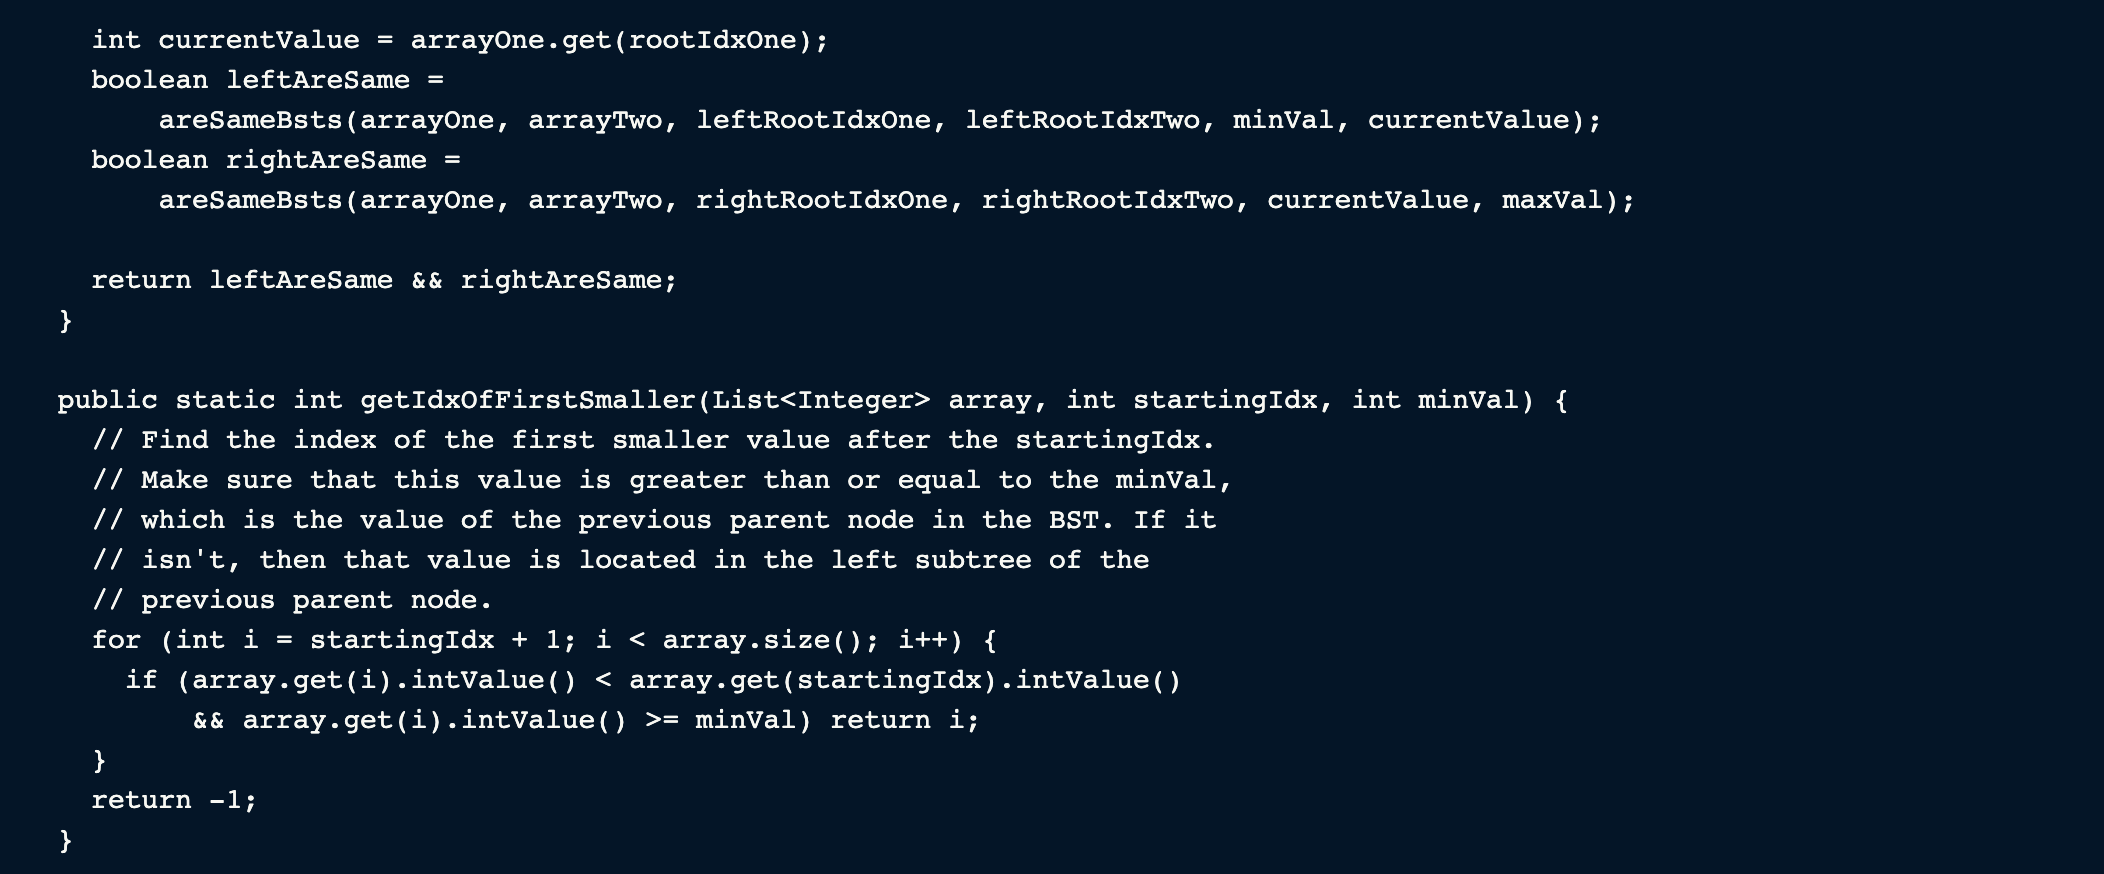 int currentValue = arrayOne.get(rootIdxOne);
boolean leftAreSame =
areSameBsts(arrayOne, arrayTwo, leftRootIdxOne, leftRootIdxTwo, minVal, currentValue);
boolean rightAreSame =
areSameBsts(arrayOne, arrayTwo, rightRootIdxOne, rightRootIdxTwo, currentValue, maxVal);
return leftAreSame && rightAreSame;
}
public static int getIdxOfFirstSmaller(List<Integer> array, int startingIdx, int minVal) {
// Find the index of the first smaller value after the startingIdx.
// Make sure that this value is greater than or equal to the minVal,
// which is the value of the previous parent node in the BST. If it
// isn't, then that value is located in the left subtree of the
// previous parent node.
for (int i = startingIdx + 1; i < array.size(); i++) {
if (array.get(i).intValue() < array.get(startingIdx).intValue()
&& array.get(i).intValue() >= minVal) return i;
}
return -1;
}